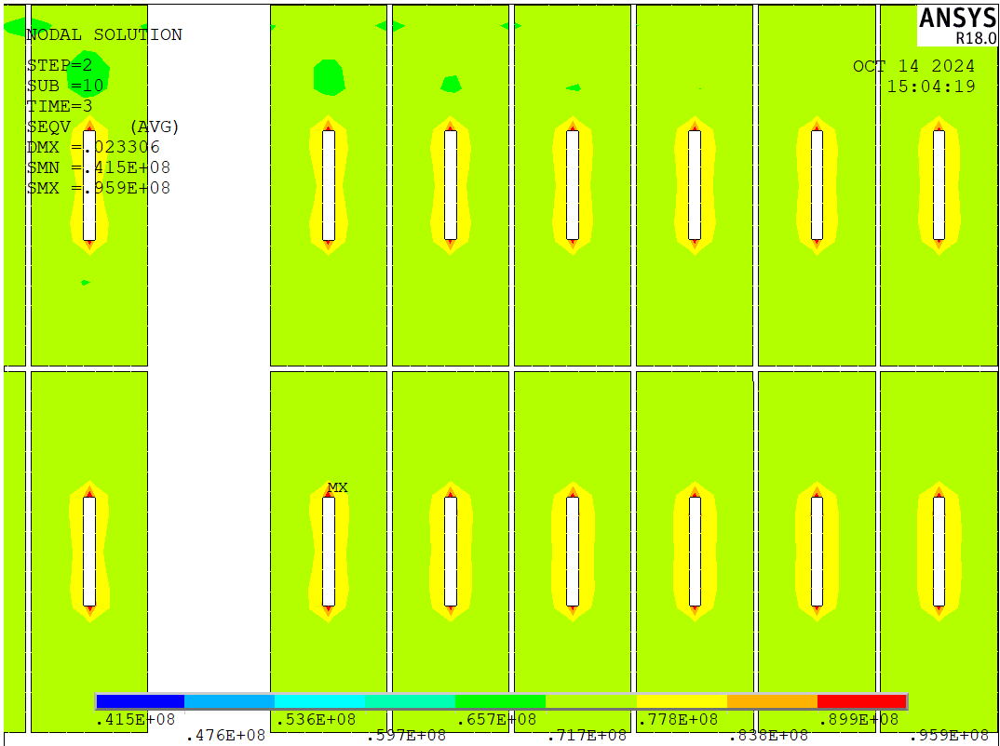 ANSYS
R18.0
NODAL SOLUTION
STEP=2
SUB =10
TIME=3
SEQV (AVG)
DMX =.023306
SMN =.415E+08
SMX =.959E+08
OCT 14 2024
15:04:19
MX
.415E+08 .536E+08 .657E+08 .778E+08 .899E+08
.476E+08 .597E+08 .717E+08 .838E+08 .959E+08